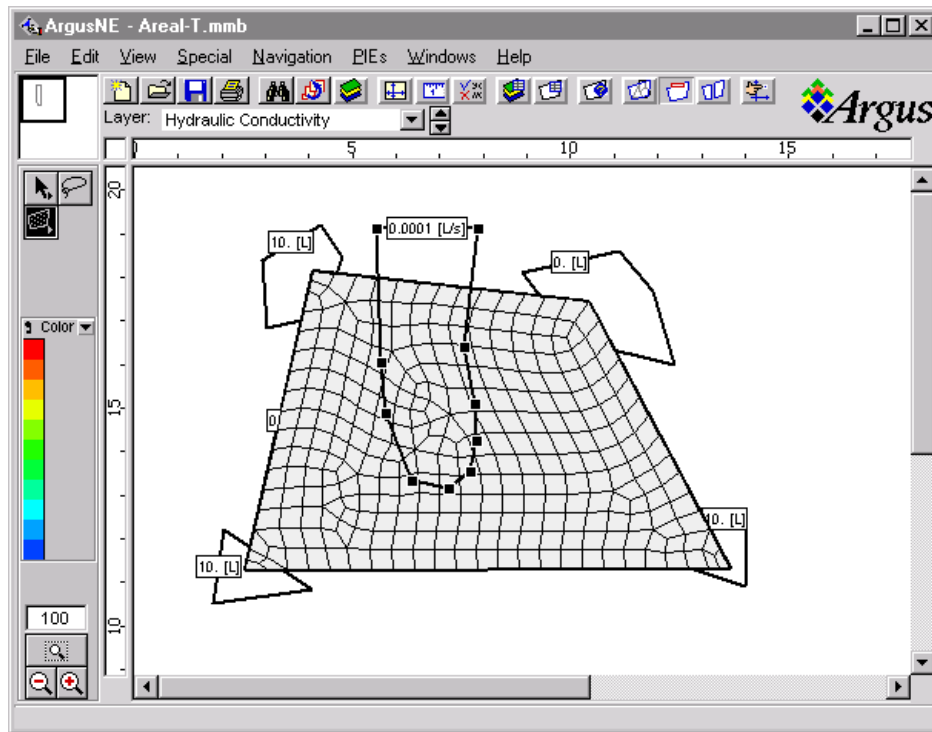 ArgusNE - Areal-T.mmb
File Edit View Special Navigation PIEs Windows Help
Layer: Hydraulic Conductivity
Argus
0 5 10 15
20
15
10
Color
100
0.0001 [L/s]
10. [L]
0. [L]
0
10. [L]
10. [L]